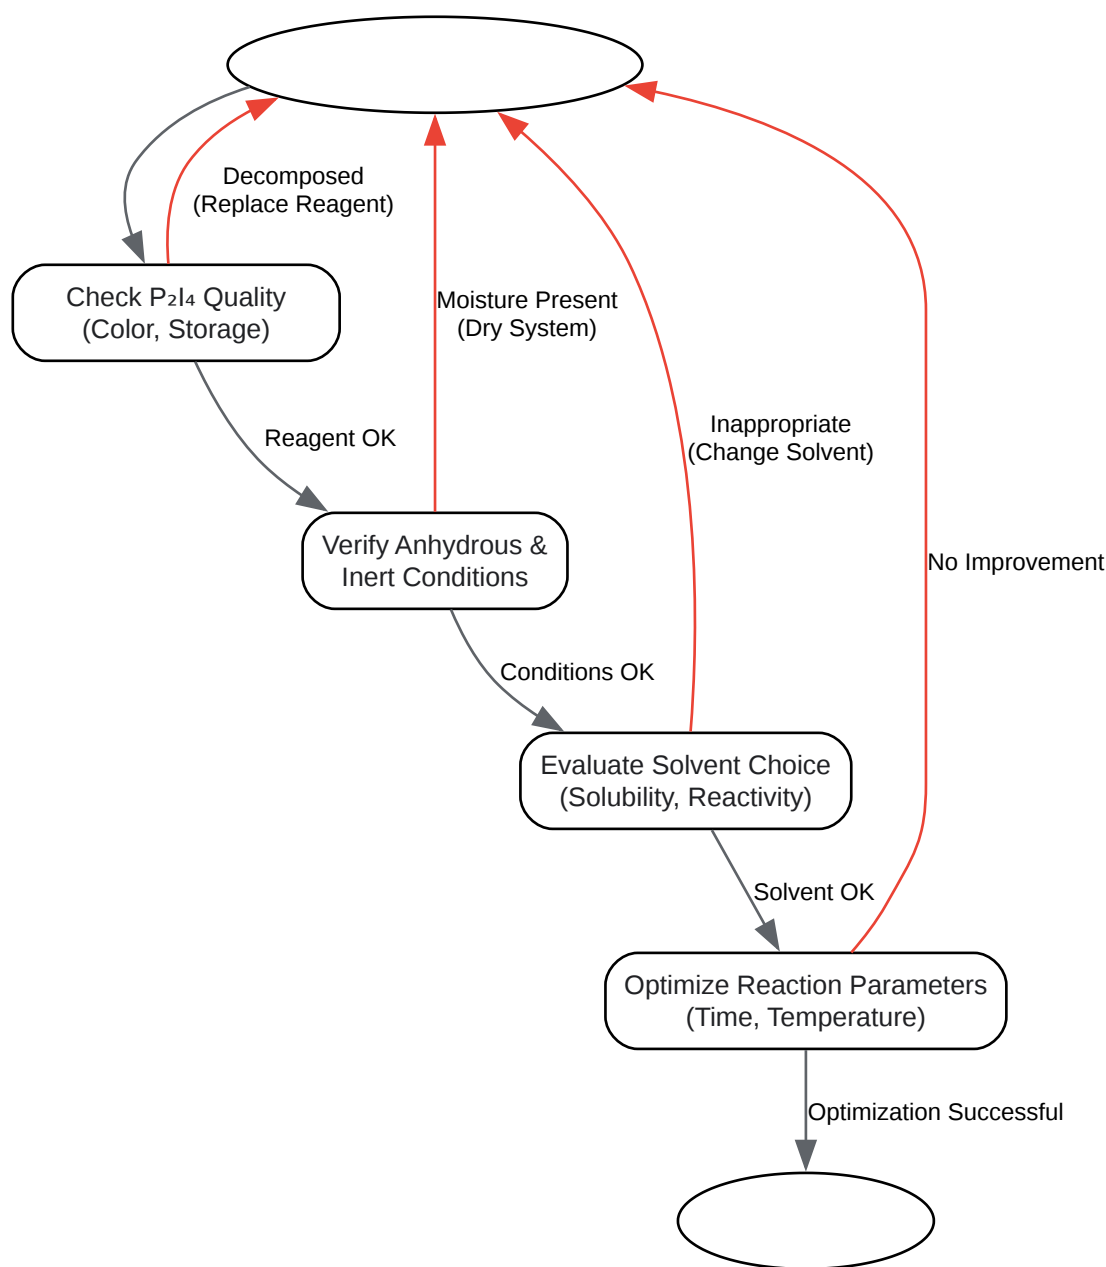 Decomposed
(Replace Reagent)
Check P₂I₄ Quality
(Color, Storage)
Moisture Present
(Dry System)
Inappropriate
(Change Solvent)
Reagent OK
Verify Anhydrous &
Inert Conditions
No Improvement
Conditions OK
Evaluate Solvent Choice
(Solubility, Reactivity)
Solvent OK
Optimize Reaction Parameters
(Time, Temperature)
Optimization Successful